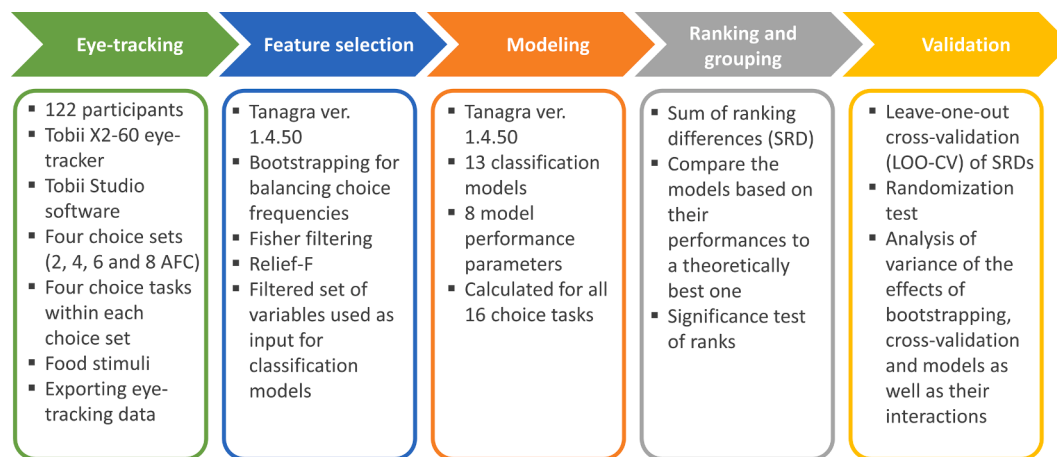 Eye-tracking
Feature selection
Modeling
Ranking and
grouping
Validation
▪ 122 participants
▪ Tobii X2-60 eye-
tracker
▪ Tobii Studio
software
▪ Four choice sets
(2, 4, 6 and 8 AFC)
▪ Four choice tasks
within each
choice set
▪ Food stimuli
▪ Exporting eye-
tracking data
▪ Tanagra ver.
1.4.50
▪ Bootstrapping for
balancing choice
frequencies
▪ Fisher filtering
▪ Relief-F
▪ Filtered set of
variables used as
input for
classification
models
▪ Tanagra ver.
1.4.50
▪ 13 classification
models
▪ 8 model
performance
parameters
▪ Calculated for all
16 choice tasks
▪ Sum of ranking
differences (SRD)
▪ Compare the
models based on
their
performances to
a theoretically
best one
▪ Significance test
of ranks
▪ Leave-one-out
cross-validation
(LOO-CV) of SRDs
▪ Randomization
test
▪ Analysis of
variance of the
effects of
bootstrapping,
cross-validation
and models as
well as their
interactions